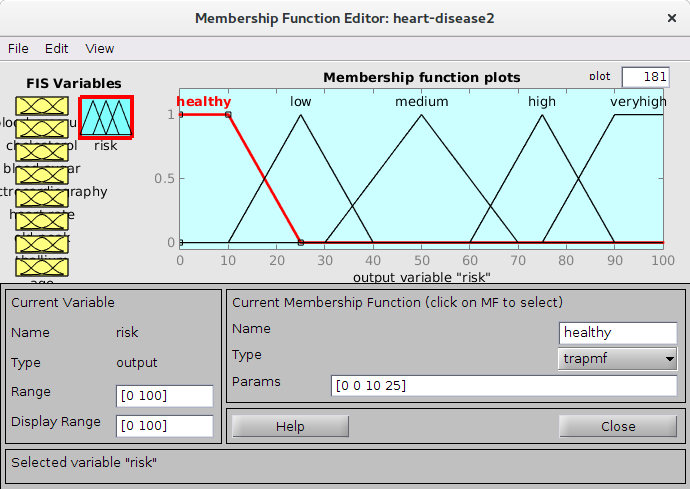 Membership Function Editor: heart-disease2
File Edit View
FIS Variables
risk
age
Membership function plots
plot 181
healthy low medium high veryhigh
1
0.5
0
0 10 20 30 40 50 60 70 80 90 100
output variable "risk"
Current Variable
Name risk
Type output
Range [0 100]
Display Range [0 100]
Current Membership Function (click on MF to select)
Name healthy
Type trapmf
Params [0 0 10 25]
Help Close
Selected variable "risk"